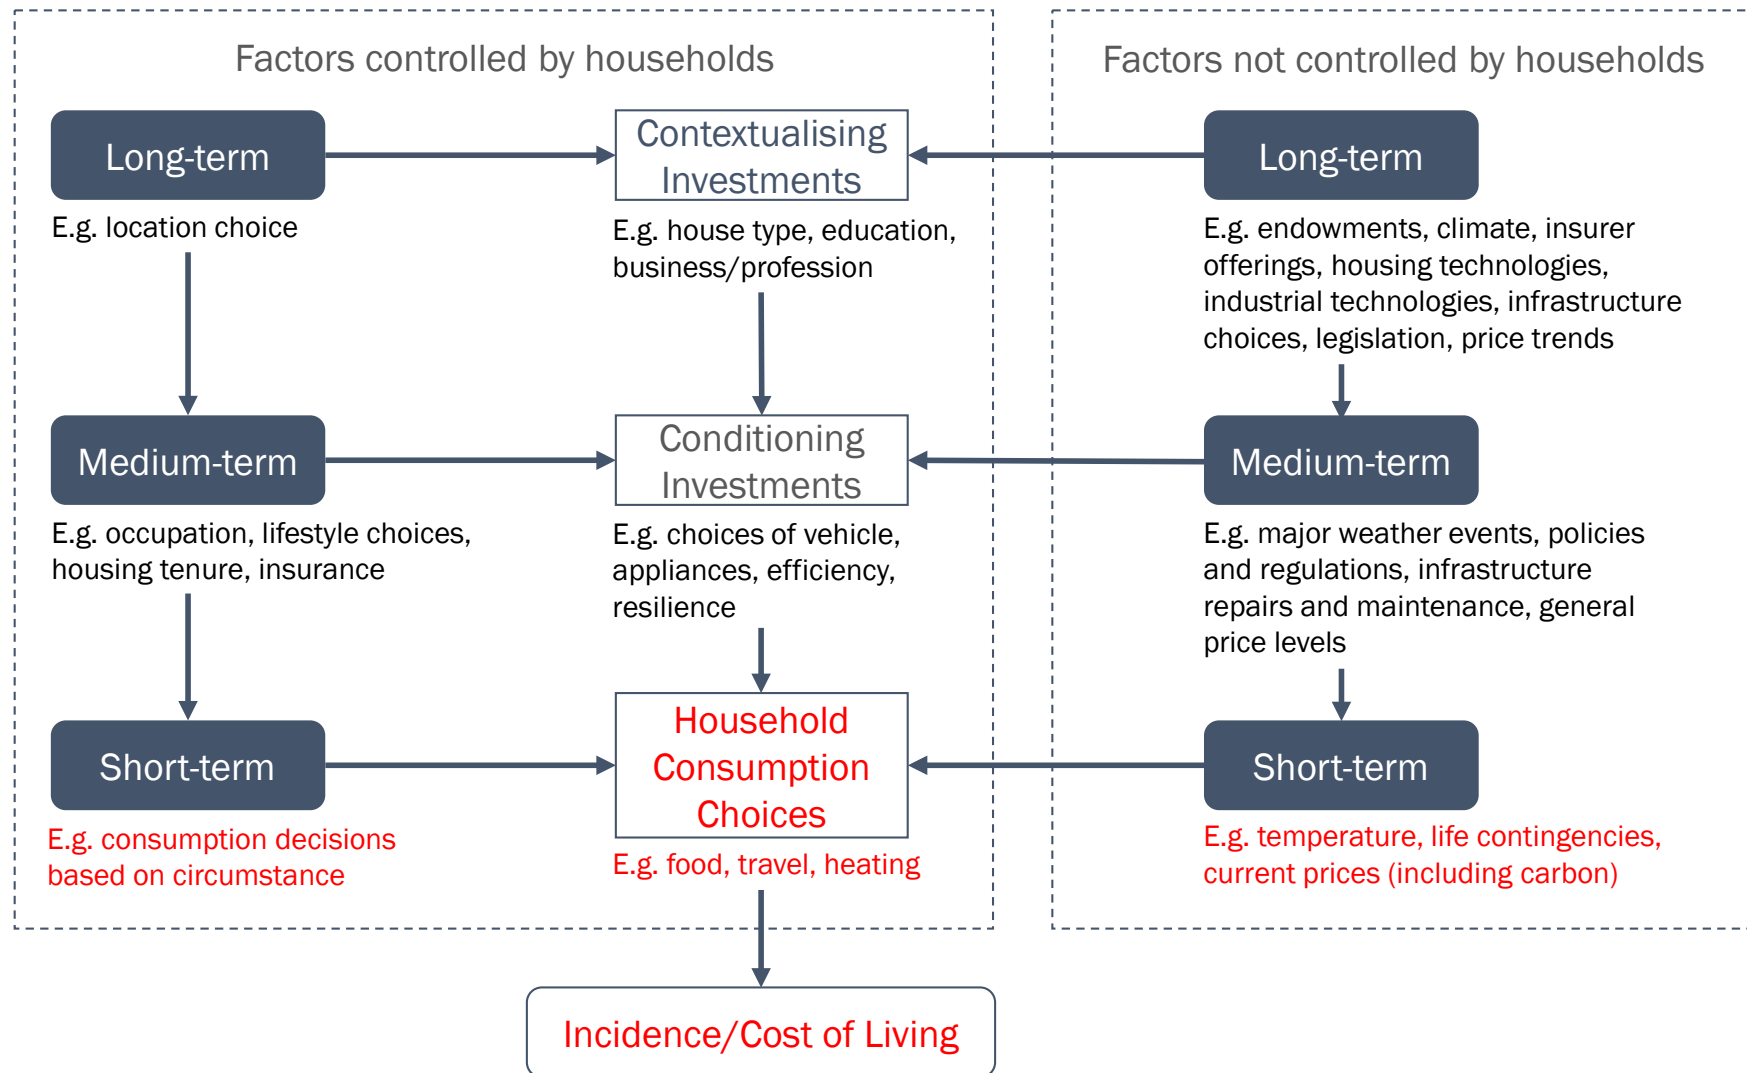 Factors controlled by households
Factors not controlled by households
Long-term
Contextualising
Investments
Long-term
E.g. location choice
E.g. house type, education,
business/profession
E.g. endowments, climate, insurer
offerings, housing technologies,
industrial technologies, infrastructure
choices, legislation, price trends
Medium-term
Conditioning
Investments
Medium-term
E.g. occupation, lifestyle choices,
housing tenure, insurance
E.g. choices of vehicle,
appliances, efficiency,
resilience
E.g. major weather events, policies
and regulations, infrastructure
repairs and maintenance, general
price levels
Short-term
Household
Consumption
Choices
Short-term
E.g. consumption decisions
based on circumstance
E.g. food, travel, heating
E.g. temperature, life contingencies,
current prices (including carbon)
Incidence/Cost of Living